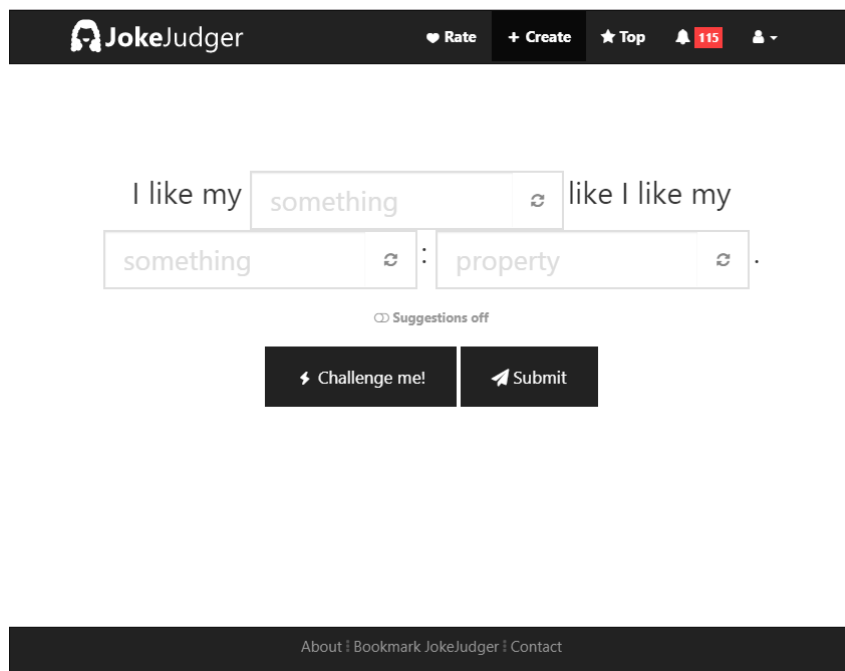 JokeJudger Rate + Create Top 115
I like my something like I like my
something : property .
Suggestions off
Challenge me! Submit
About ⁞ Bookmark JokeJudger ⁞ Contact